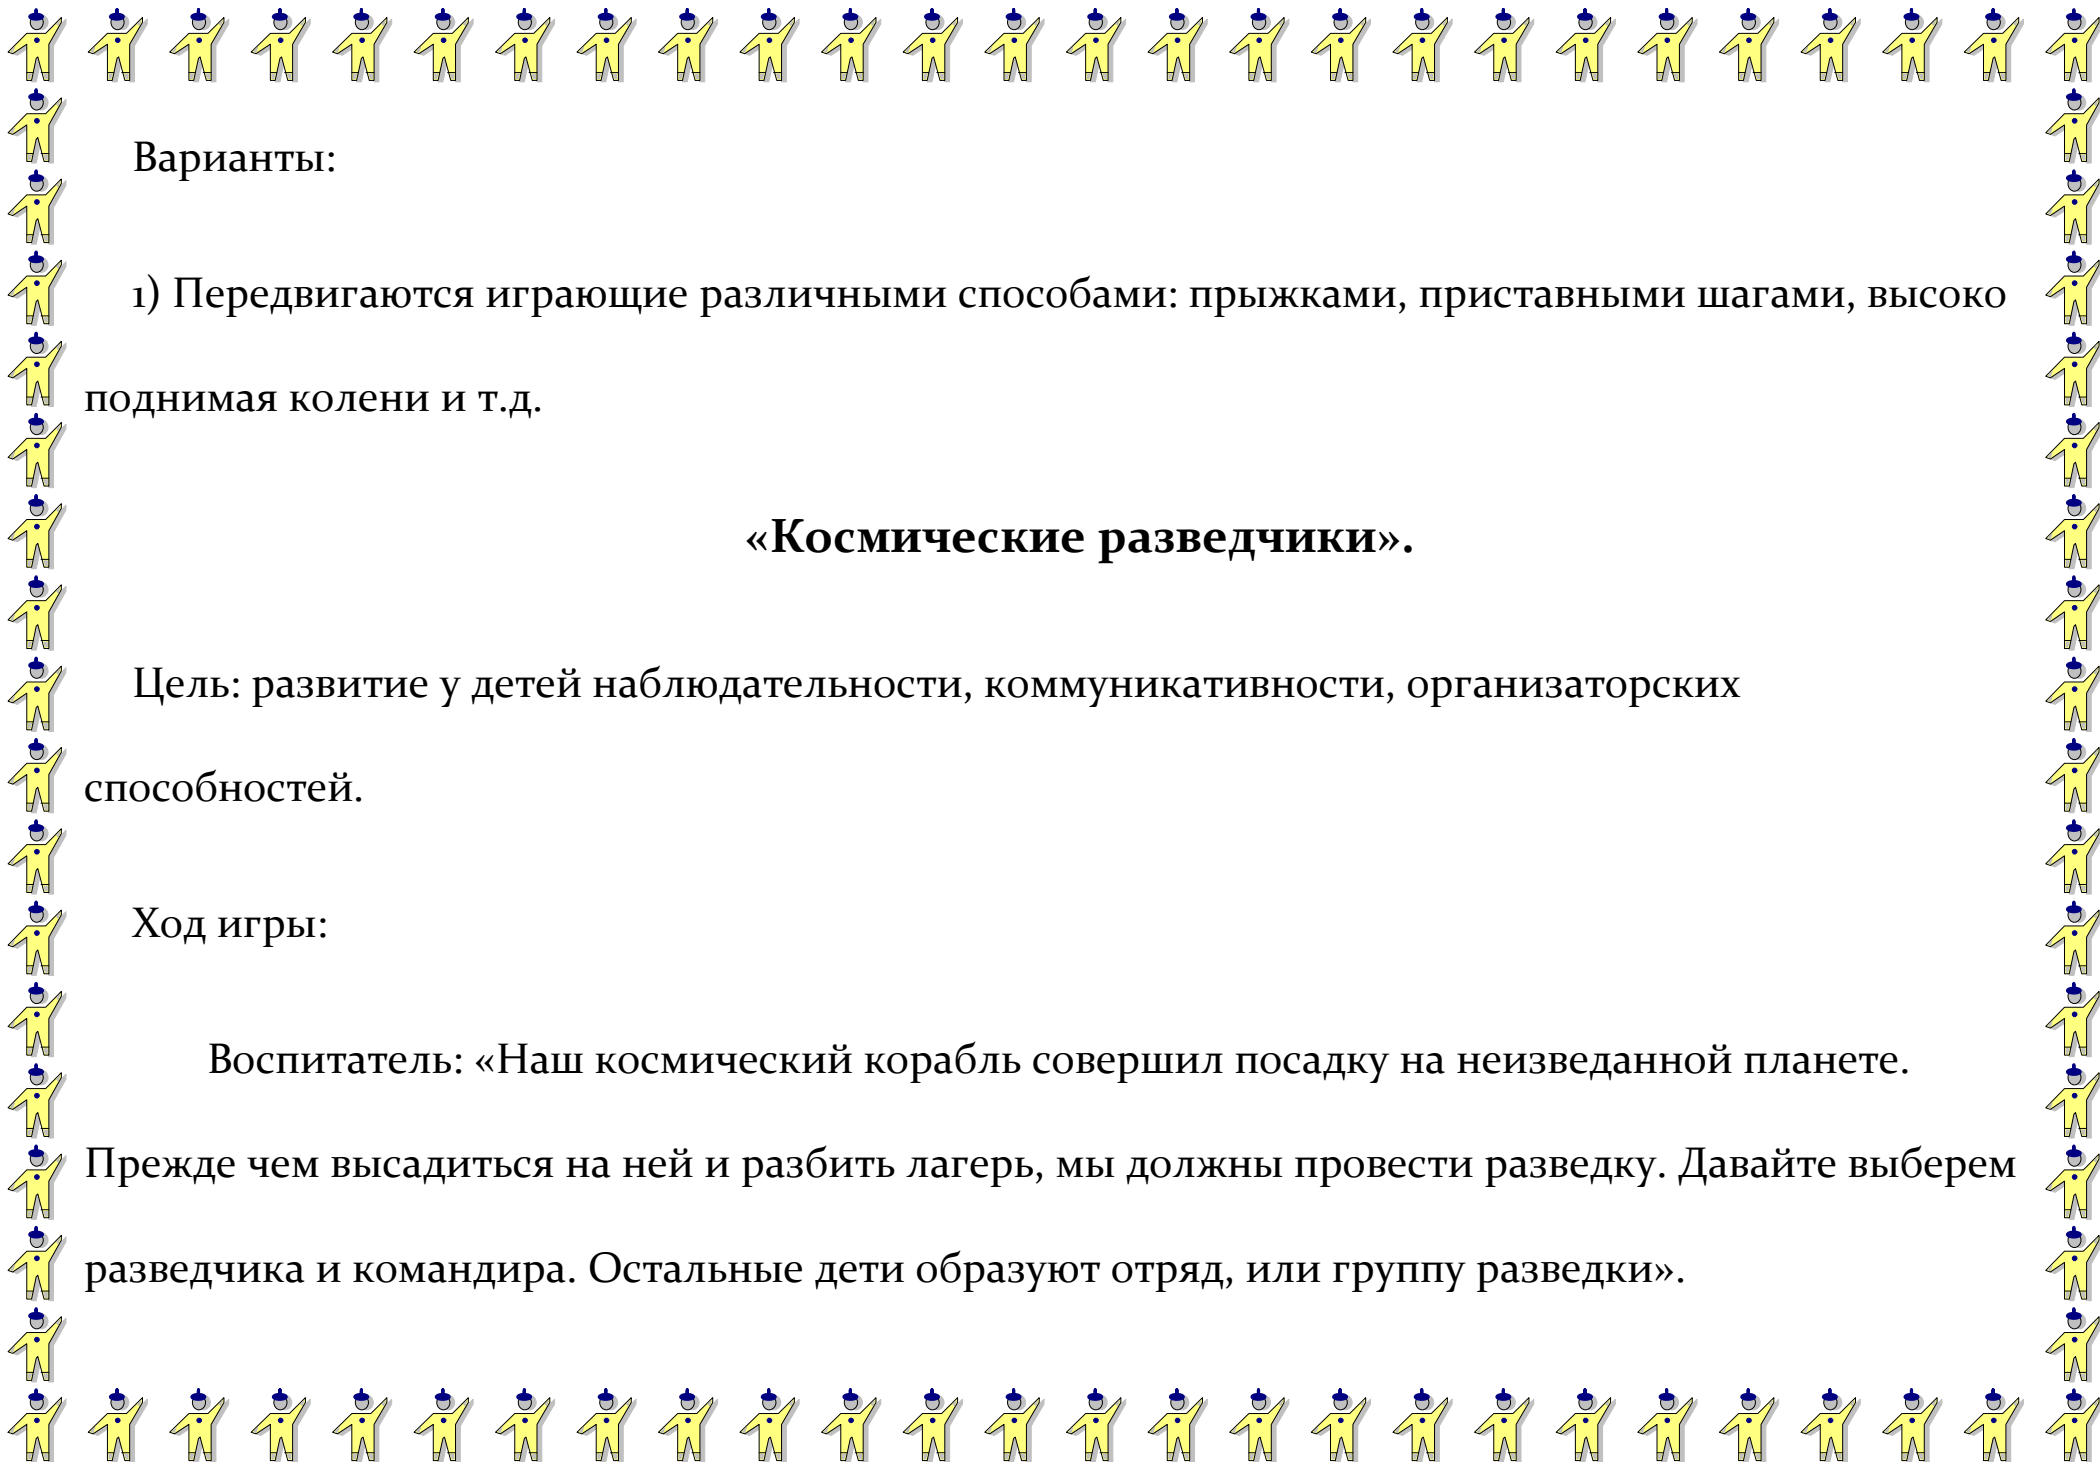 Варианты:
1) Передвигаются играющие различными способами: прыжками, приставными шагами, высоко
поднимая колени и т.д.
«Космические разведчики».
Цель: развитие у детей наблюдательности, коммуникативности, организаторских
способностей.
Ход игры:
Воспитатель: «Наш космический корабль совершил посадку на неизведанной планете.
Прежде чем высадиться на ней и разбить лагерь, мы должны провести разведку. Давайте выберем
разведчика и командира. Остальные дети образуют отряд, или группу разведки».